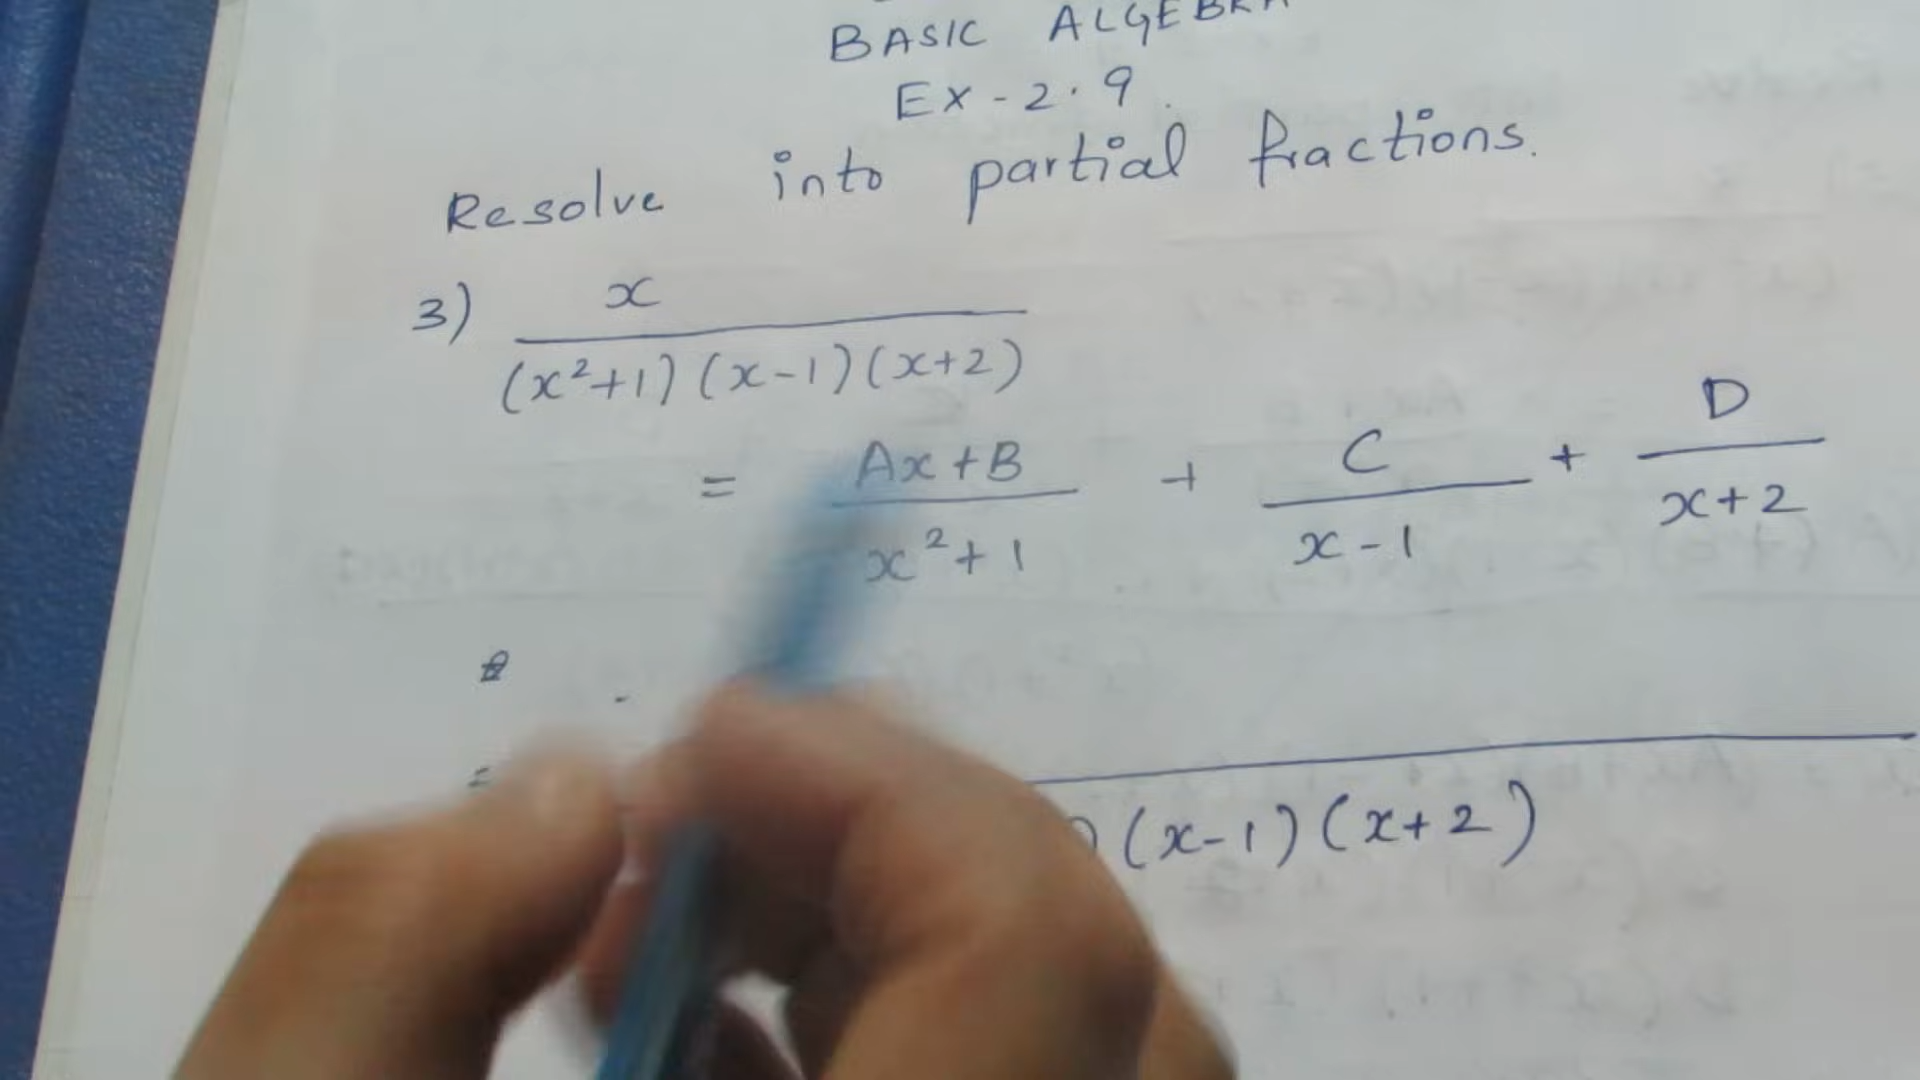 BASIC ALGEBRA
EX-2.9.
Resolve into partial fractions.
3) x
(x²+1)(x-1)(x+2)
= Ax+B + C + D
x²+1 x-1 x+2
=
)(x-1)(x+2)